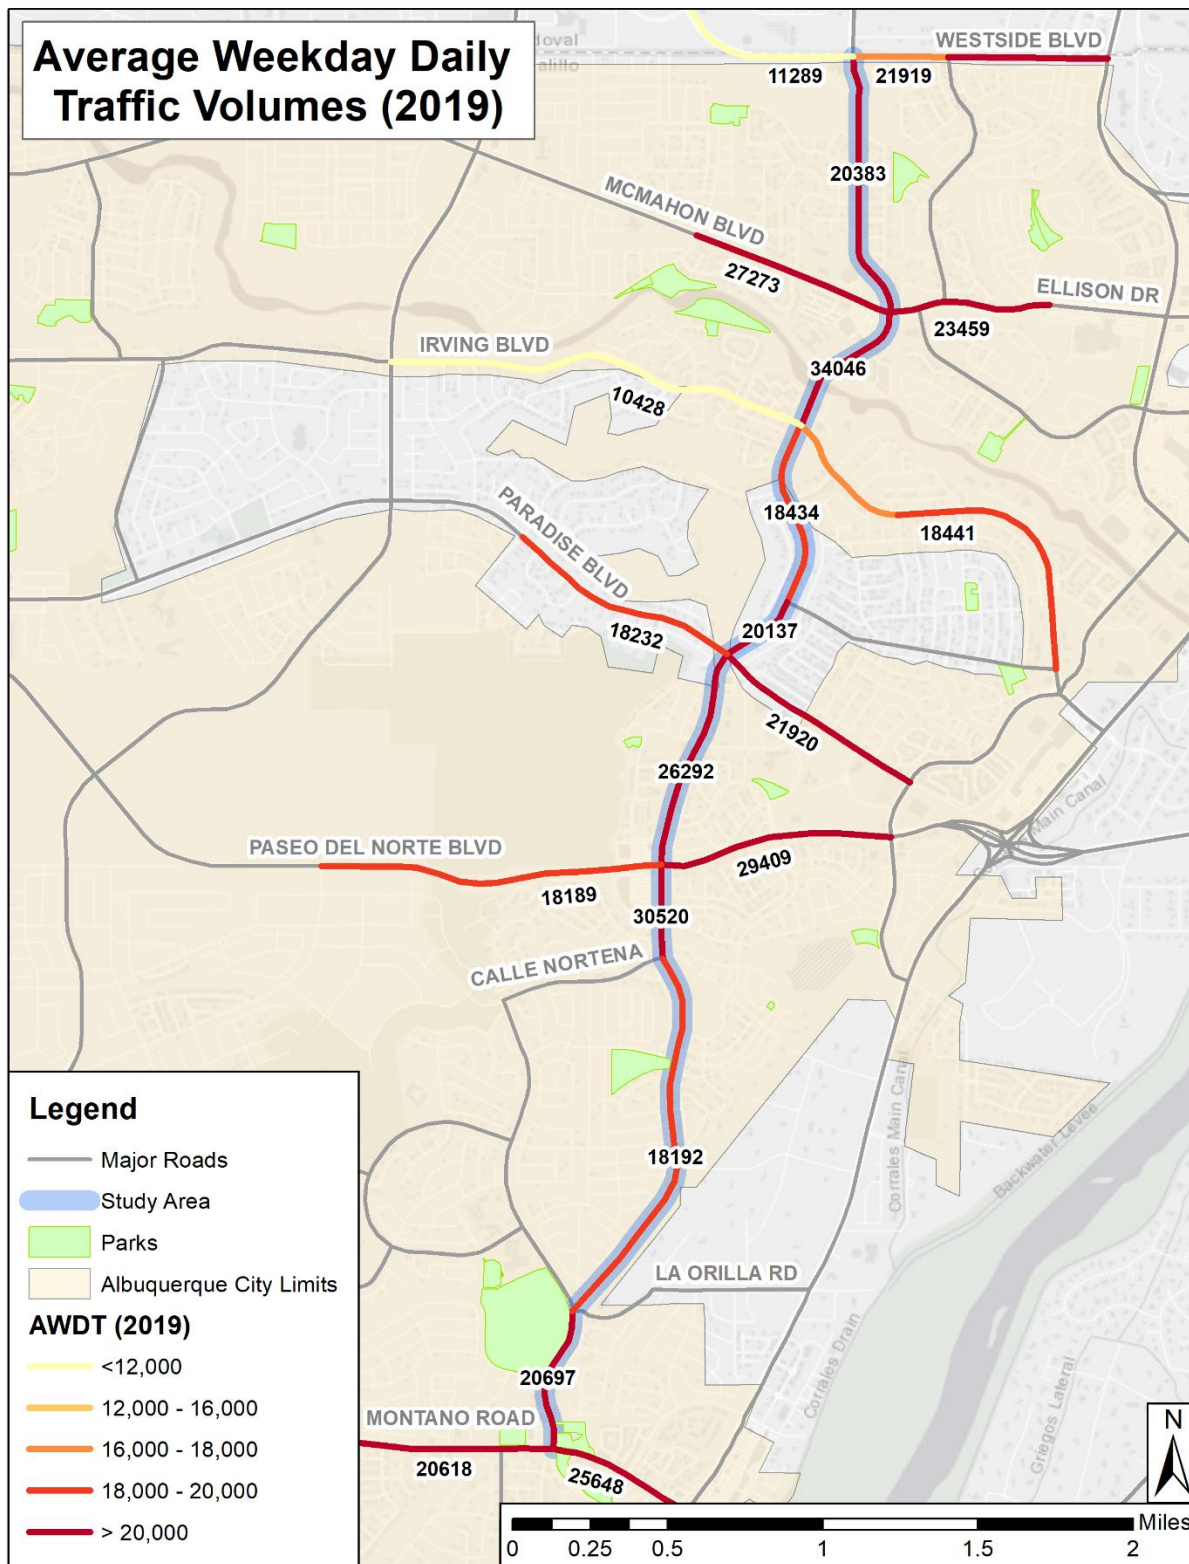 Average Weekday Daily
Traffic Volumes (2019)
WESTSIDE BLVD
11289
21919
20383
MCMAHON BLVD
27273
ELLISON DR
23459
IRVING BLVD
34046
10428
PARADISE BLVD
18434
18441
18232
20137
21920
26292
Main Canal
PASEO DEL NORTE BLVD
29409
18189
30520
CALLE NORTENA
Corrales Main Canal
Backwater Levee
18192
LA ORILLA RD
Corrales Drain
Griegos Lateral
20697
MONTANO ROAD
20618
25648
Legend
Major Roads
Study Area
Parks
Albuquerque City Limits
AWDT (2019)
<12,000
12,000 - 16,000
16,000 - 18,000
18,000 - 20,000
> 20,000
N
Miles
0 0.25 0.5 1 1.5 2